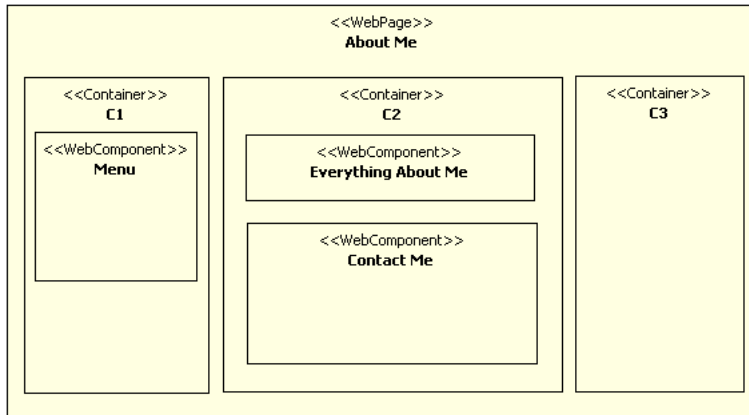 <<WebPage>>
About Me
<<Container>>
C1
<<WebComponent>>
Menu
<<Container>>
C2
<<WebComponent>>
Everything About Me
<<WebComponent>>
Contact Me
<<Container>>
C3